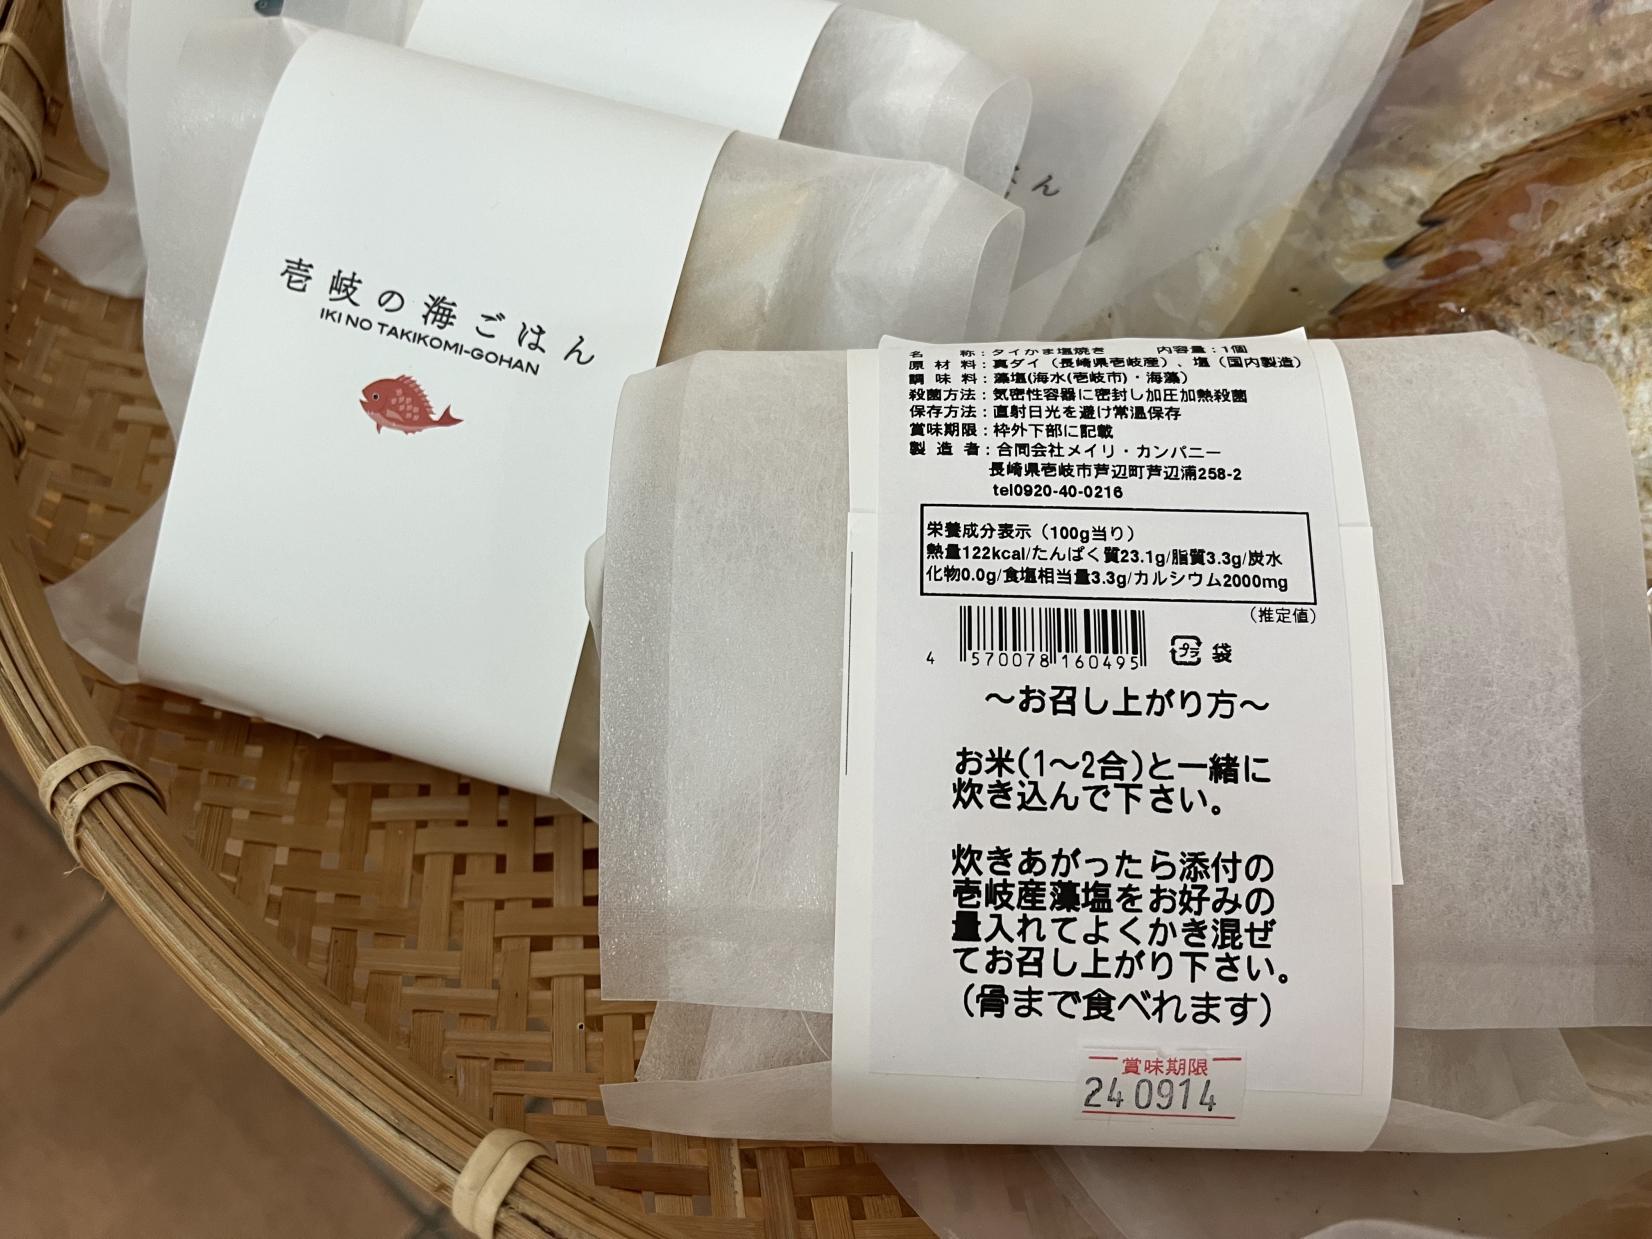 壱岐の海ごはん
IKI NO TAKIKOMI-GOHAN
ん
名　称：タイかま塩焼き　内容量：1個
原材料：真ダイ（長崎県壱岐産）、塩（国内製造）
調味料：藻塩(海水(壱岐市)・海藻)
殺菌方法：気密性容器に密封し加圧加熱殺菌
保存方法：直射日光を避け常温保存
賞味期限：枠外下部に記載
製造者：合同会社メイリ・カンパニー
長崎県壱岐市芦辺町芦辺浦258-2
tel0920-40-0216
栄養成分表示（100g当り）
熱量122kcal/たんぱく質23.1g/脂質3.3g/炭水
化物0.0g/食塩相当量3.3g/カルシウム2000mg
（推定値）
4 570078 160495
プラ 袋
〜お召し上がり方〜
お米(1〜2合)と一緒に
炊き込んで下さい。
炊きあがったら添付の
壱岐産藻塩をお好みの
量入れてよくかき混ぜ
てお召し上がり下さい。
(骨まで食べれます)
賞味期限
240914